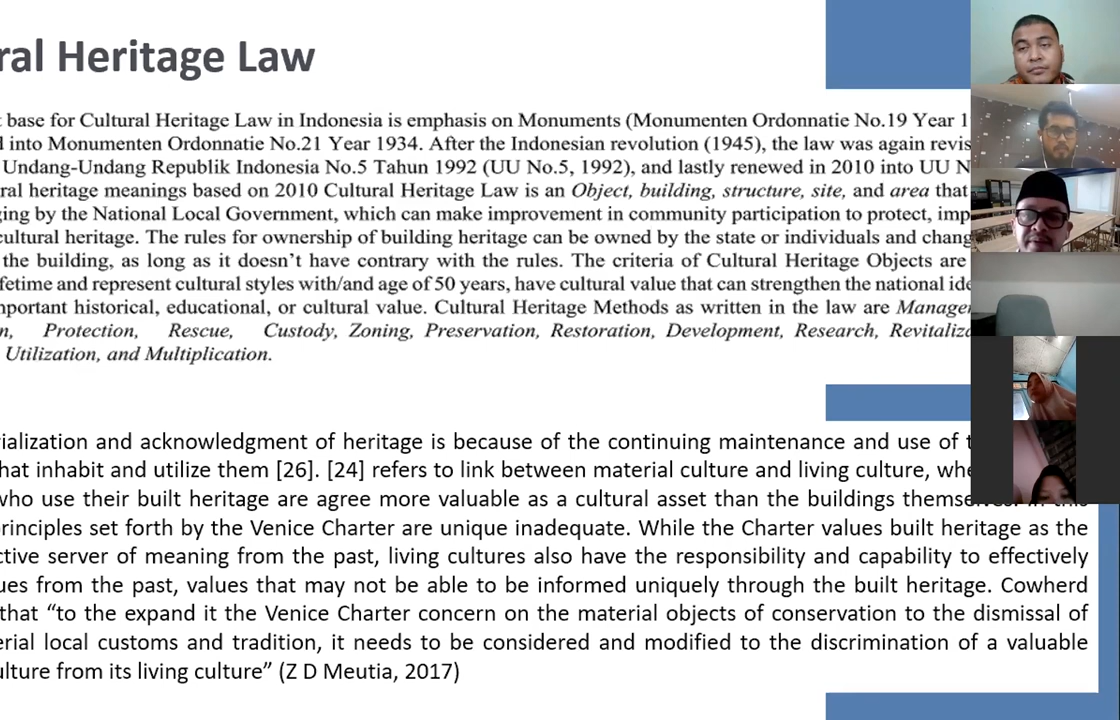 ral Heritage Law
base for Cultural Heritage Law in Indonesia is emphasis on Monuments (Monumenten Ordonnatie No.19 Year 1
into Monumenten Ordonnatie No.21 Year 1934. After the Indonesian revolution (1945), the law was again revis
Undang-Undang Republik Indonesia No.5 Tahun 1992 (UU No.5, 1992), and lastly renewed in 2010 into UU N
ral heritage meanings based on 2010 Cultural Heritage Law is an Object, building, structure, site, and area that
ging by the National Local Government, which can make improvement in community participation to protect, imp
cultural heritage. The rules for ownership of building heritage can be owned by the state or individuals and chang
the building, as long as it doesn't have contrary with the rules. The criteria of Cultural Heritage Objects are
fetime and represent cultural styles with/and age of 50 years, have cultural value that can strengthen the national ide
portant historical, educational, or cultural value. Cultural Heritage Methods as written in the law are Manager
n, Protection, Rescue, Custody, Zoning, Preservation, Restoration, Development, Research, Revitaliza
Utilization, and Multiplication.
ialization and acknowledgment of heritage is because of the continuing maintenance and use of t
hat inhabit and utilize them [26]. [24] refers to link between material culture and living culture, whe
who use their built heritage are agree more valuable as a cultural asset than the buildings themselves. In this
principles set forth by the Venice Charter are unique inadequate. While the Charter values built heritage as the
ctive server of meaning from the past, living cultures also have the responsibility and capability to effectively
ues from the past, values that may not be able to be informed uniquely through the built heritage. Cowherd
that “to the expand it the Venice Charter concern on the material objects of conservation to the dismissal of
erial local customs and tradition, it needs to be considered and modified to the discrimination of a valuable
ulture from its living culture” (Z D Meutia, 2017)